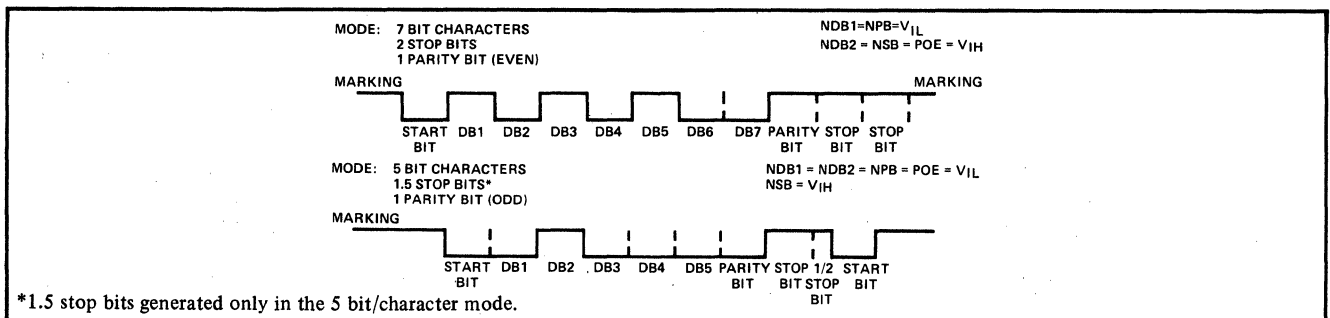 MODE: 7 BIT CHARACTERS
2 STOP BITS
1 PARITY BIT (EVEN)
NDB1=NPB=VIL
NDB2 = NSB = POE = VIH
MARKING
MARKING
START BIT DB1 DB2 DB3 DB4 DB5 DB6 DB7 PARITY BIT STOP BIT STOP BIT
MODE: 5 BIT CHARACTERS
1.5 STOP BITS*
1 PARITY BIT (ODD)
NDB1 = NDB2 = NPB = POE = VIL
NSB = VIH
MARKING
START BIT DB1 DB2 DB3 DB4 DB5 PARITY BIT STOP BIT 1/2 STOP BIT START BIT
*1.5 stop bits generated only in the 5 bit/character mode.